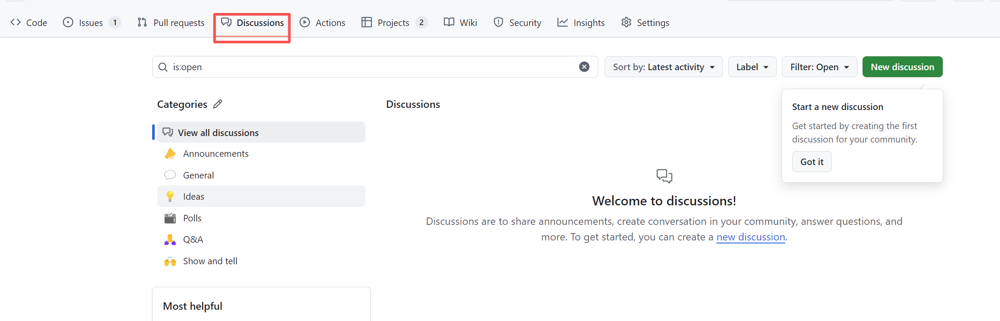 Code Issues 1 Pull requests Discussions Actions Projects 2 Wiki Security Insights Settings
is:open
Sort by: Latest activity Label Filter: Open New discussion
Categories
View all discussions
Announcements
General
Ideas
Polls
Q&A
Show and tell
Most helpful
Discussions
Start a new discussion
Get started by creating the first
discussion for your community.
Got it
Welcome to discussions!
Discussions are to share announcements, create conversation in your community, answer questions, and
more. To get started, you can create a new discussion.